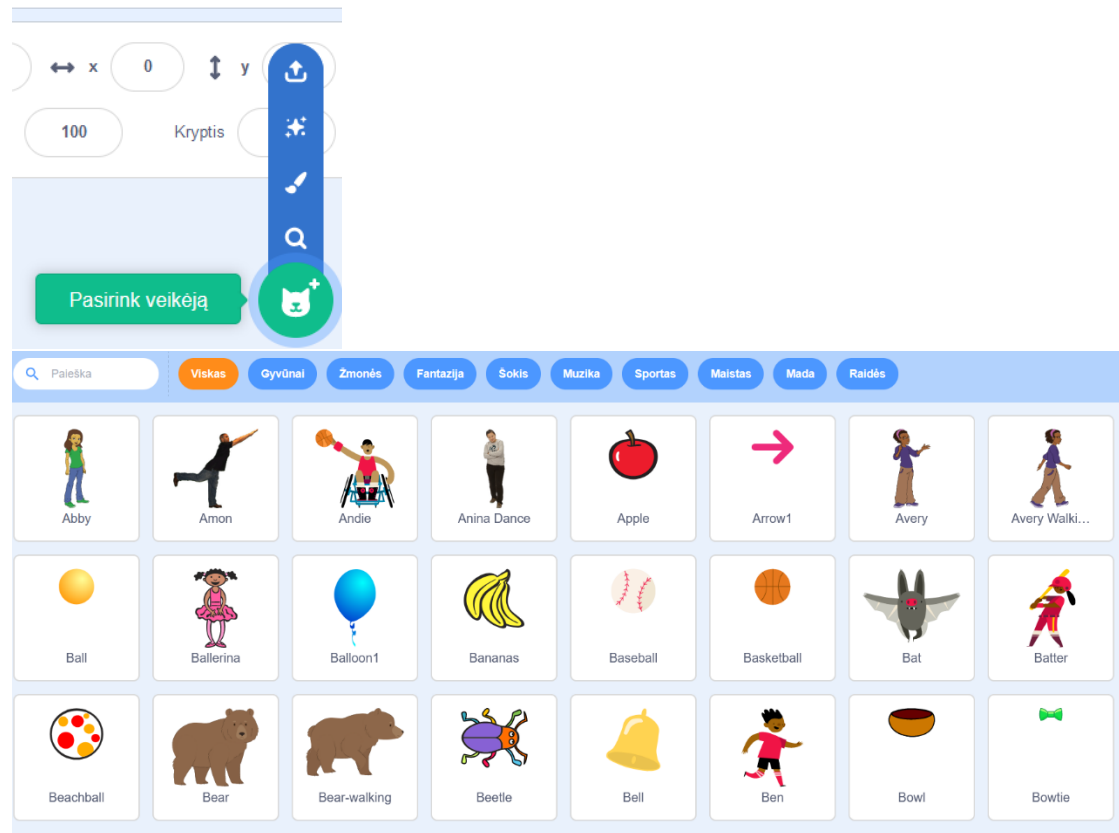 x 0 y
100 Kryptis
Pasirink veikėją
Paieška Viskas Gyvūnai Žmonės Fantazija Šokis Muzika Sportas Maistas Mada Raidės
Abby Amon Andie Anina Dance Apple Arrow1 Avery Avery Walki...
Ball Ballerina Balloon1 Bananas Baseball Basketball Bat Batter
Beachball Bear Bear-walking Beetle Bell Ben Bowl Bowtie